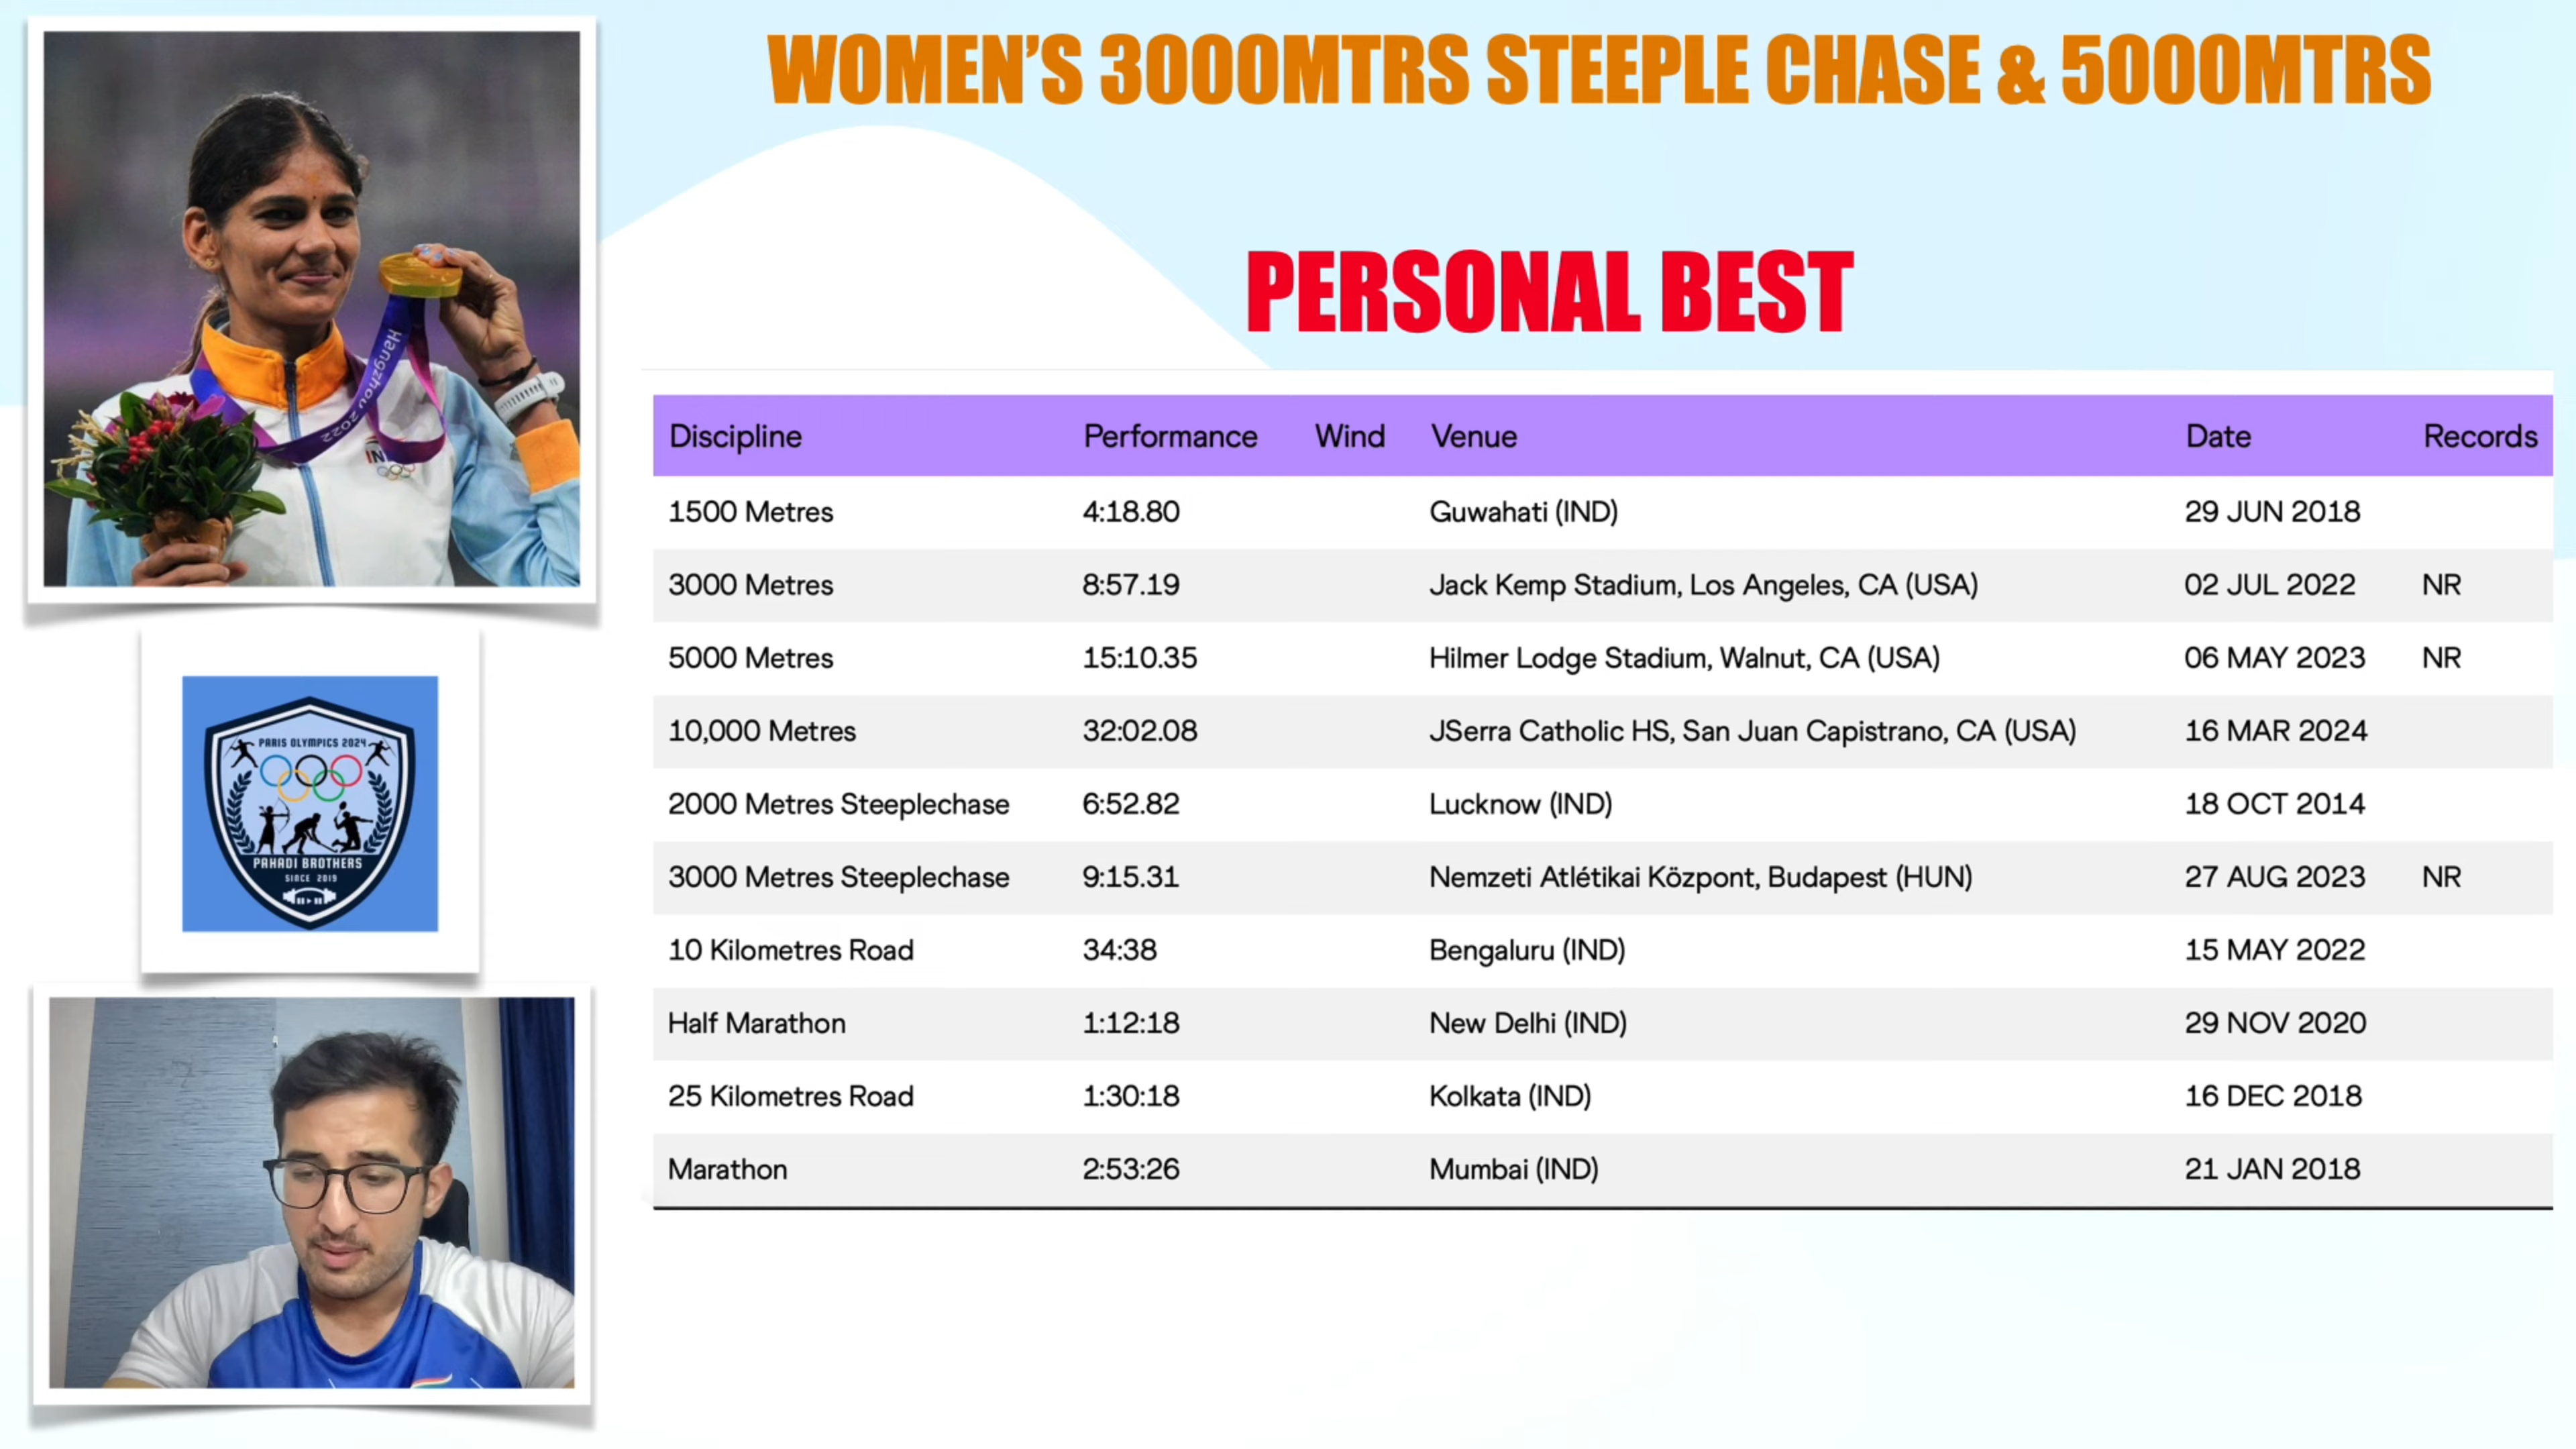 WOMEN'S 3000MTRS STEEPLE CHASE & 5000MTRS
PERSONAL BEST
Discipline Performance Wind Venue Date Records
1500 Metres 4:18.80 Guwahati (IND) 29 JUN 2018
3000 Metres 8:57.19 Jack Kemp Stadium, Los Angeles, CA (USA) 02 JUL 2022 NR
5000 Metres 15:10.35 Hilmer Lodge Stadium, Walnut, CA (USA) 06 MAY 2023 NR
10,000 Metres 32:02.08 JSerra Catholic HS, San Juan Capistrano, CA (USA) 16 MAR 2024
2000 Metres Steeplechase 6:52.82 Lucknow (IND) 18 OCT 2014
3000 Metres Steeplechase 9:15.31 Nemzeti Atlétikai Központ, Budapest (HUN) 27 AUG 2023 NR
10 Kilometres Road 34:38 Bengaluru (IND) 15 MAY 2022
Half Marathon 1:12:18 New Delhi (IND) 29 NOV 2020
25 Kilometres Road 1:30:18 Kolkata (IND) 16 DEC 2018
Marathon 2:53:26 Mumbai (IND) 21 JAN 2018
Hangzhou 2022
IN
PARIS OLYMPICS 2024
PAHADI BROTHERS
SINCE 2019